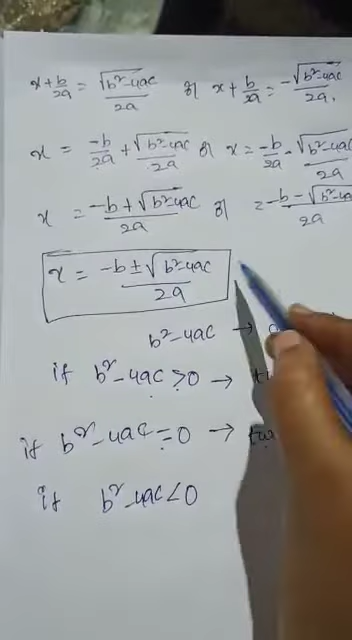 x + b/2a = √b²-4ac/2a or x + b/2a = -√b²-4ac/2a.
x = -b/2a + √b²-4ac/2a or x = -b/2a - √b²-4ac/2a
x = -b+√b²-4ac/2a or = -b-√b²-4ac/2a
x = -b±√b²-4ac/2a
b²-4ac →
if b²-4ac > 0 →
if b²-4ac = 0 →
if b²-4ac < 0